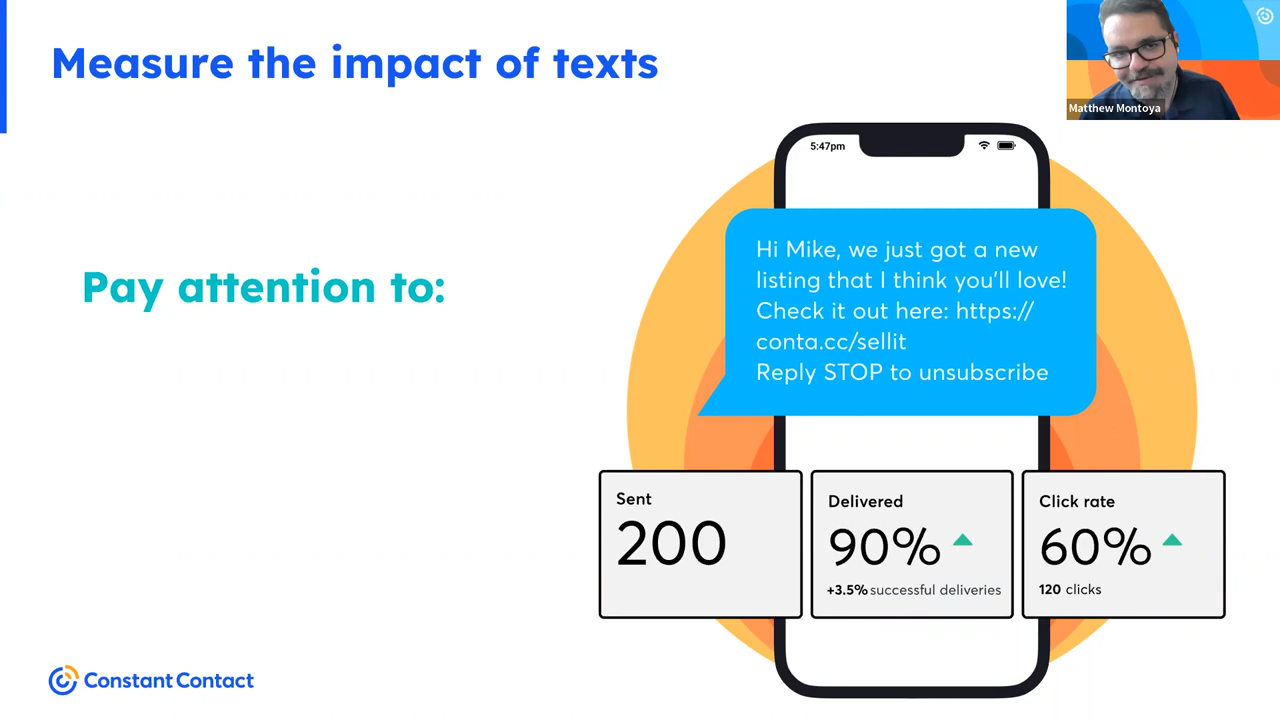 Measure the impact of texts
Matthew Montoya
5:47pm
Hi Mike, we just got a new
listing that I think you'll love!
Check it out here: https://
conta.cc/sellit
Reply STOP to unsubscribe
Pay attention to:
Sent
200
Delivered
90%
+3.5% successful deliveries
Click rate
60%
120 clicks
Constant Contact